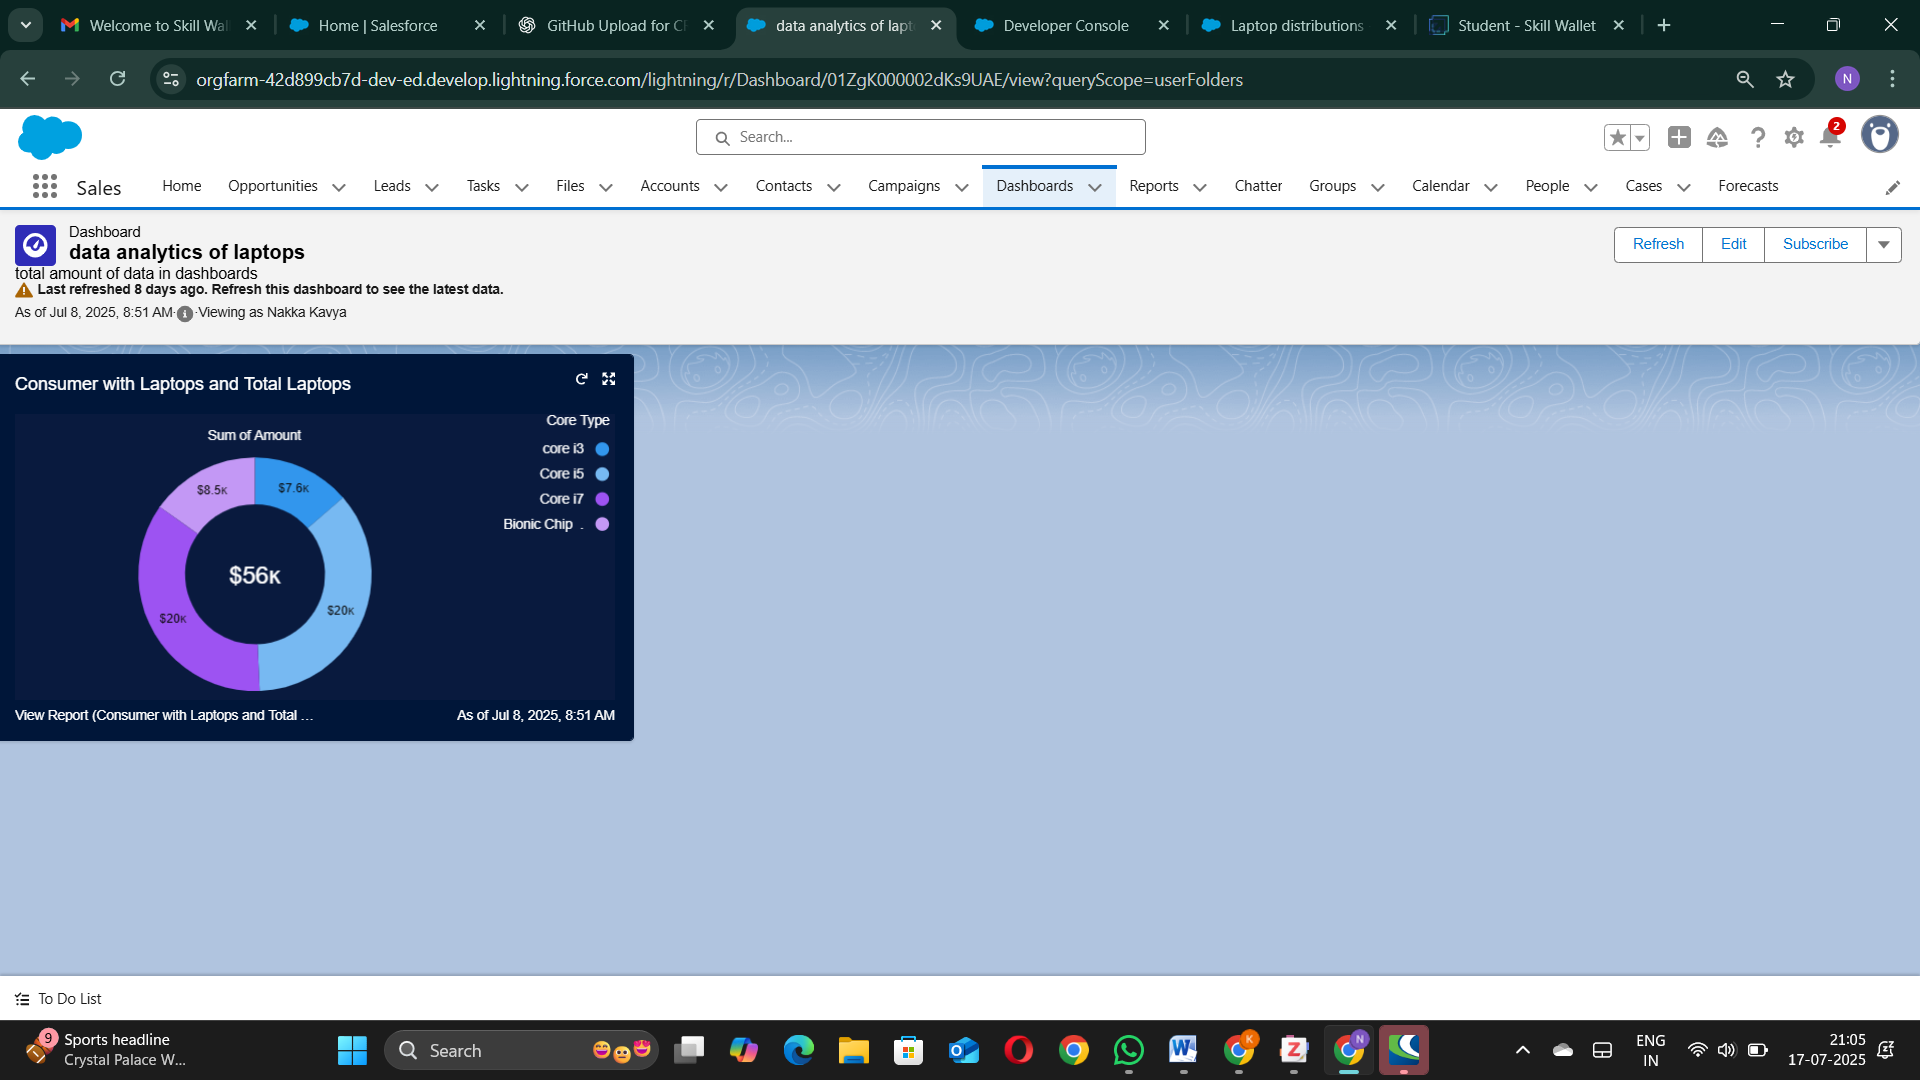 Welcome to Skill Wal
Home | Salesforce
GitHub Upload for C
data analytics of lapt
Developer Console
Laptop distributions
Student - Skill Wallet
orgfarm-42d899cb7d-dev-ed.develop.lightning.force.com/lightning/r/Dashboard/01ZgK000002dKs9UAE/view?queryScope=userFolders
N
Search...
2
Sales
Home
Opportunities
Leads
Tasks
Files
Accounts
Contacts
Campaigns
Dashboards
Reports
Chatter
Groups
Calendar
People
Cases
Forecasts
Dashboard
data analytics of laptops
total amount of data in dashboards
Last refreshed 8 days ago. Refresh this dashboard to see the latest data.
As of Jul 8, 2025, 8:51 AM·Viewing as Nakka Kavya
Refresh
Edit
Subscribe
Consumer with Laptops and Total Laptops
Sum of Amount
Core Type
core i3
Core i5
Core i7
Bionic Chip .
$8.5K
$7.6K
$56K
$20K
$20K
View Report (Consumer with Laptops and Total ...
As of Jul 8, 2025, 8:51 AM
To Do List
9
Sports headline
Crystal Palace W...
Search
K
N
ENG
IN
21:05
17-07-2025